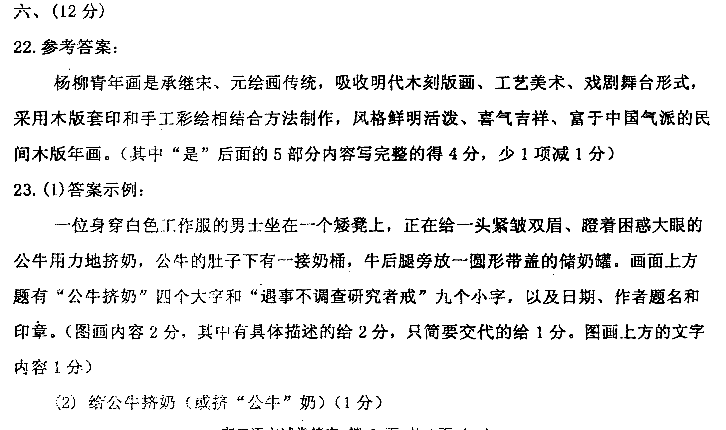 六、(12分)
22.参考答案：
杨柳青年画是承继宋、元绘画传统，吸收明代木刻版画、工艺美术、戏剧舞台形式，
采用木版套印和手工彩绘相结合方法制作，风格鲜明活泼、喜气吉祥、富于中国气派的民
间木版年画。（其中“是”后面的5部分内容写完整的得4分，少1项减1分）
23.(1)答案示例：
一位身穿白色工作服的男士坐在一个矮凳上，正在给一头紧皱双眉、瞪着困惑大眼的
公牛用力地挤奶，公牛的肚子下有一接奶桶，牛后腿旁放一圆形带盖的储奶罐。画面上方
题有“公牛挤奶”四个大字和“遇事不调查研究者戒”九个小字，以及日期、作者题名和
印章。（图画内容2分，其中有具体描述的给2分，只简要交代的给1分。图画上方的文字
内容1分）
(2) 给公牛挤奶（或挤“公牛”奶）（1分）